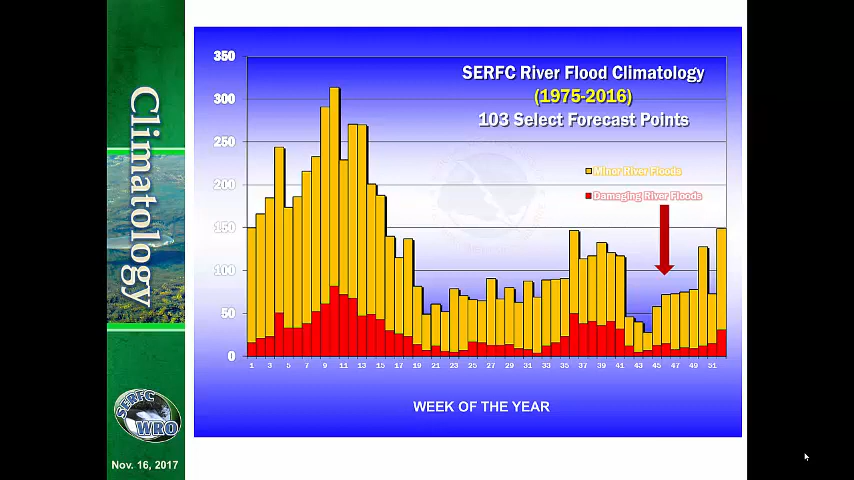 Climatology
SERFC
WRO
Nov. 16, 2017
SERFC River Flood Climatology
(1975-2016)
103 Select Forecast Points
Minor River Floods
Damaging River Floods
350
300
250
200
150
100
50
0
1 3 5 7 9 11 13 15 17 19 21 23 25 27 29 31 33 35 37 39 41 43 45 47 49 51
WEEK OF THE YEAR